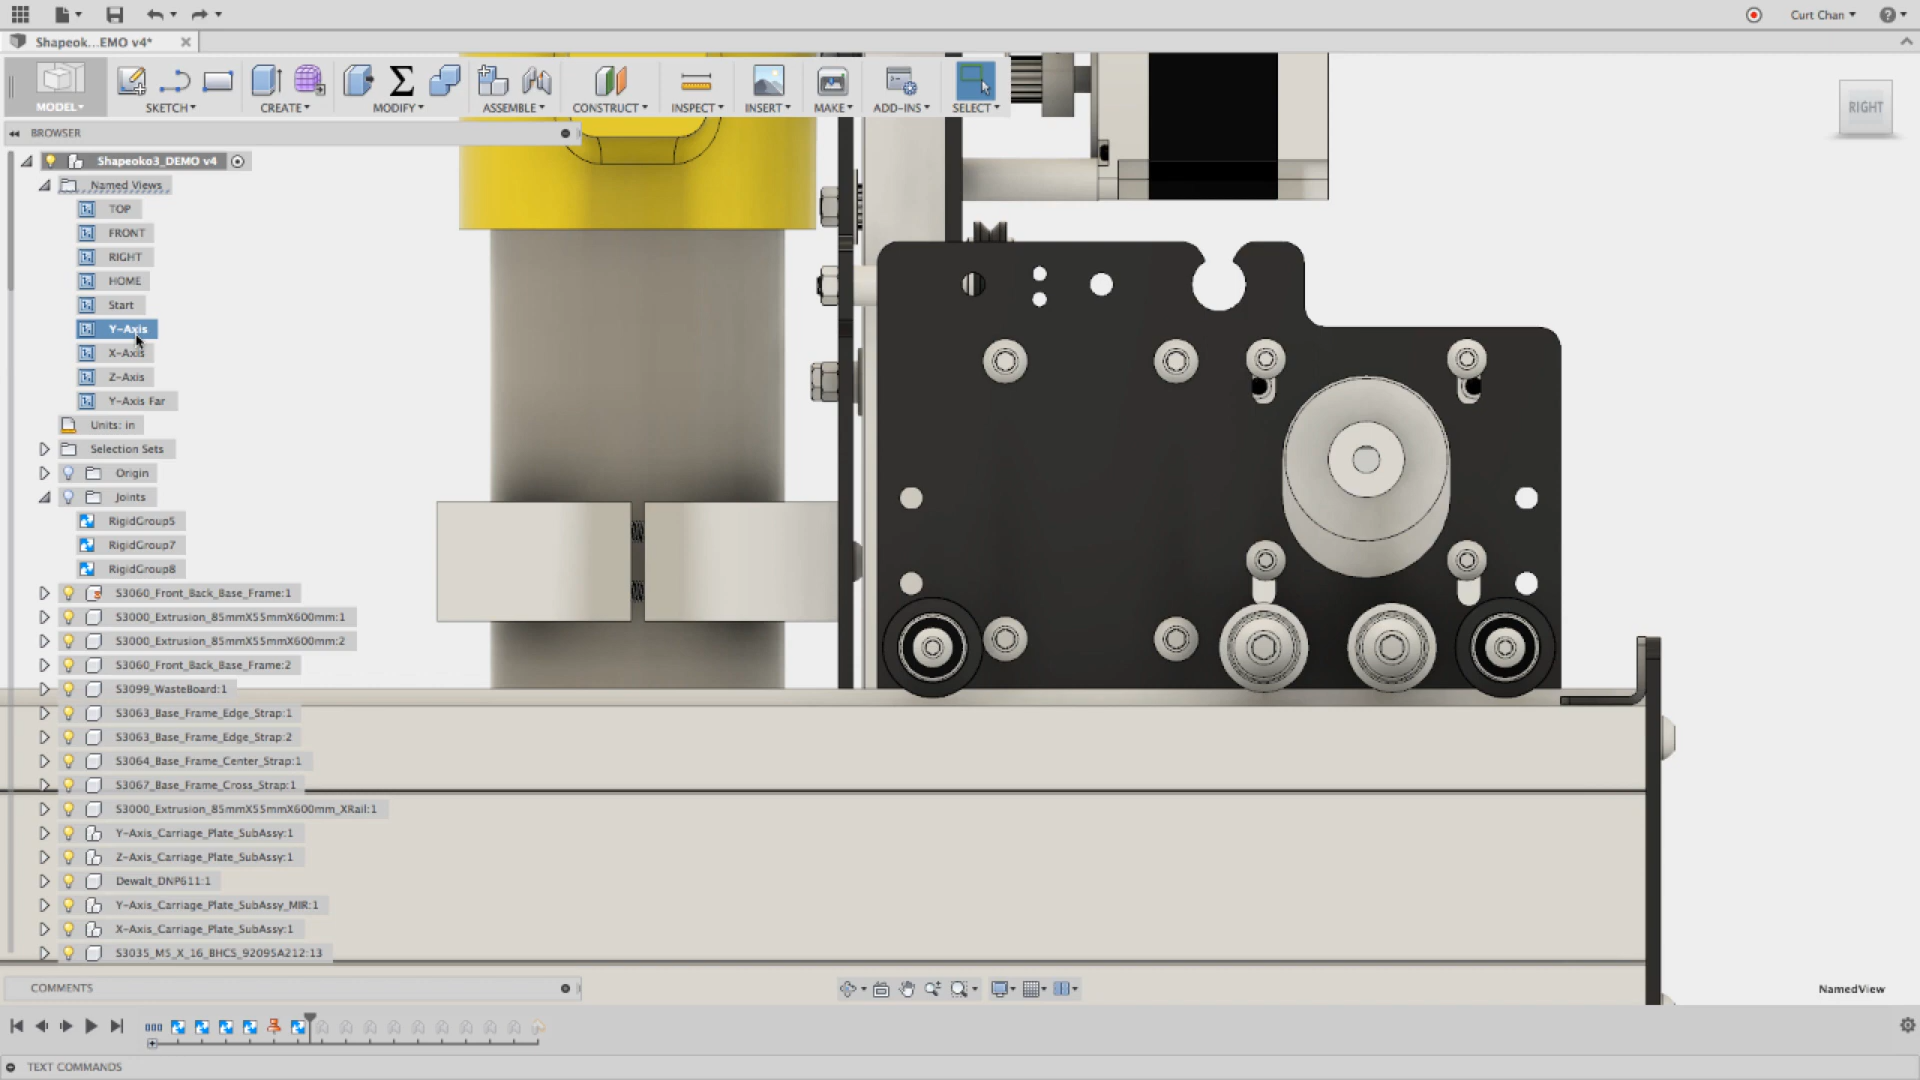 Curt Chan
Shapeok...EMO v4*
MODEL
SKETCH
CREATE
MODIFY
ASSEMBLE
CONSTRUCT
INSPECT
INSERT
MAKE
ADD-INS
SELECT
RIGHT
BROWSER
Shapeoko3_DEMO v4
Named Views
TOP
FRONT
RIGHT
HOME
Start
Y-Axis
X-Axis
Z-Axis
Y-Axis Far
Units: in
Selection Sets
Origin
Joints
RigidGroup5
RigidGroup7
RigidGroup8
S3060_Front_Back_Base_Frame:1
S3000_Extrusion_85mmX55mmX600mm:1
S3000_Extrusion_85mmX55mmX600mm:2
S3060_Front_Back_Base_Frame:2
S3099_WasteBoard:1
S3063_Base_Frame_Edge_Strap:1
S3063_Base_Frame_Edge_Strap:2
S3064_Base_Frame_Center_Strap:1
S3067_Base_Frame_Cross_Strap:1
S3000_Extrusion_85mmX55mmX600mm_XRail:1
Y-Axis_Carriage_Plate_SubAssy:1
Z-Axis_Carriage_Plate_SubAssy:1
Dewalt_DNP611:1
Y-Axis_Carriage_Plate_SubAssy_MIR:1
X-Axis_Carriage_Plate_SubAssy:1
S3035_M5_X_16_BHCS_92095A212:13
COMMENTS
NamedView
TEXT COMMANDS